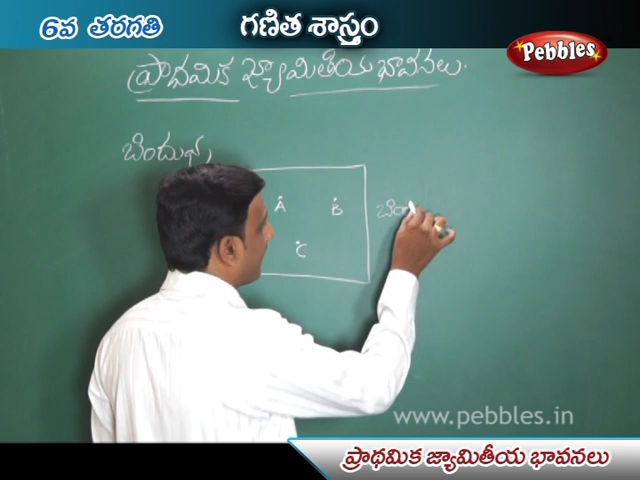 6వ తరగతి
గణిత శాస్త్రం
Pebbles
ప్రాథమిక జ్యామితీయ భావనలు.
A
B
C
www.pebbles.in
ప్రాథమిక జ్యామితీయ భావనలు